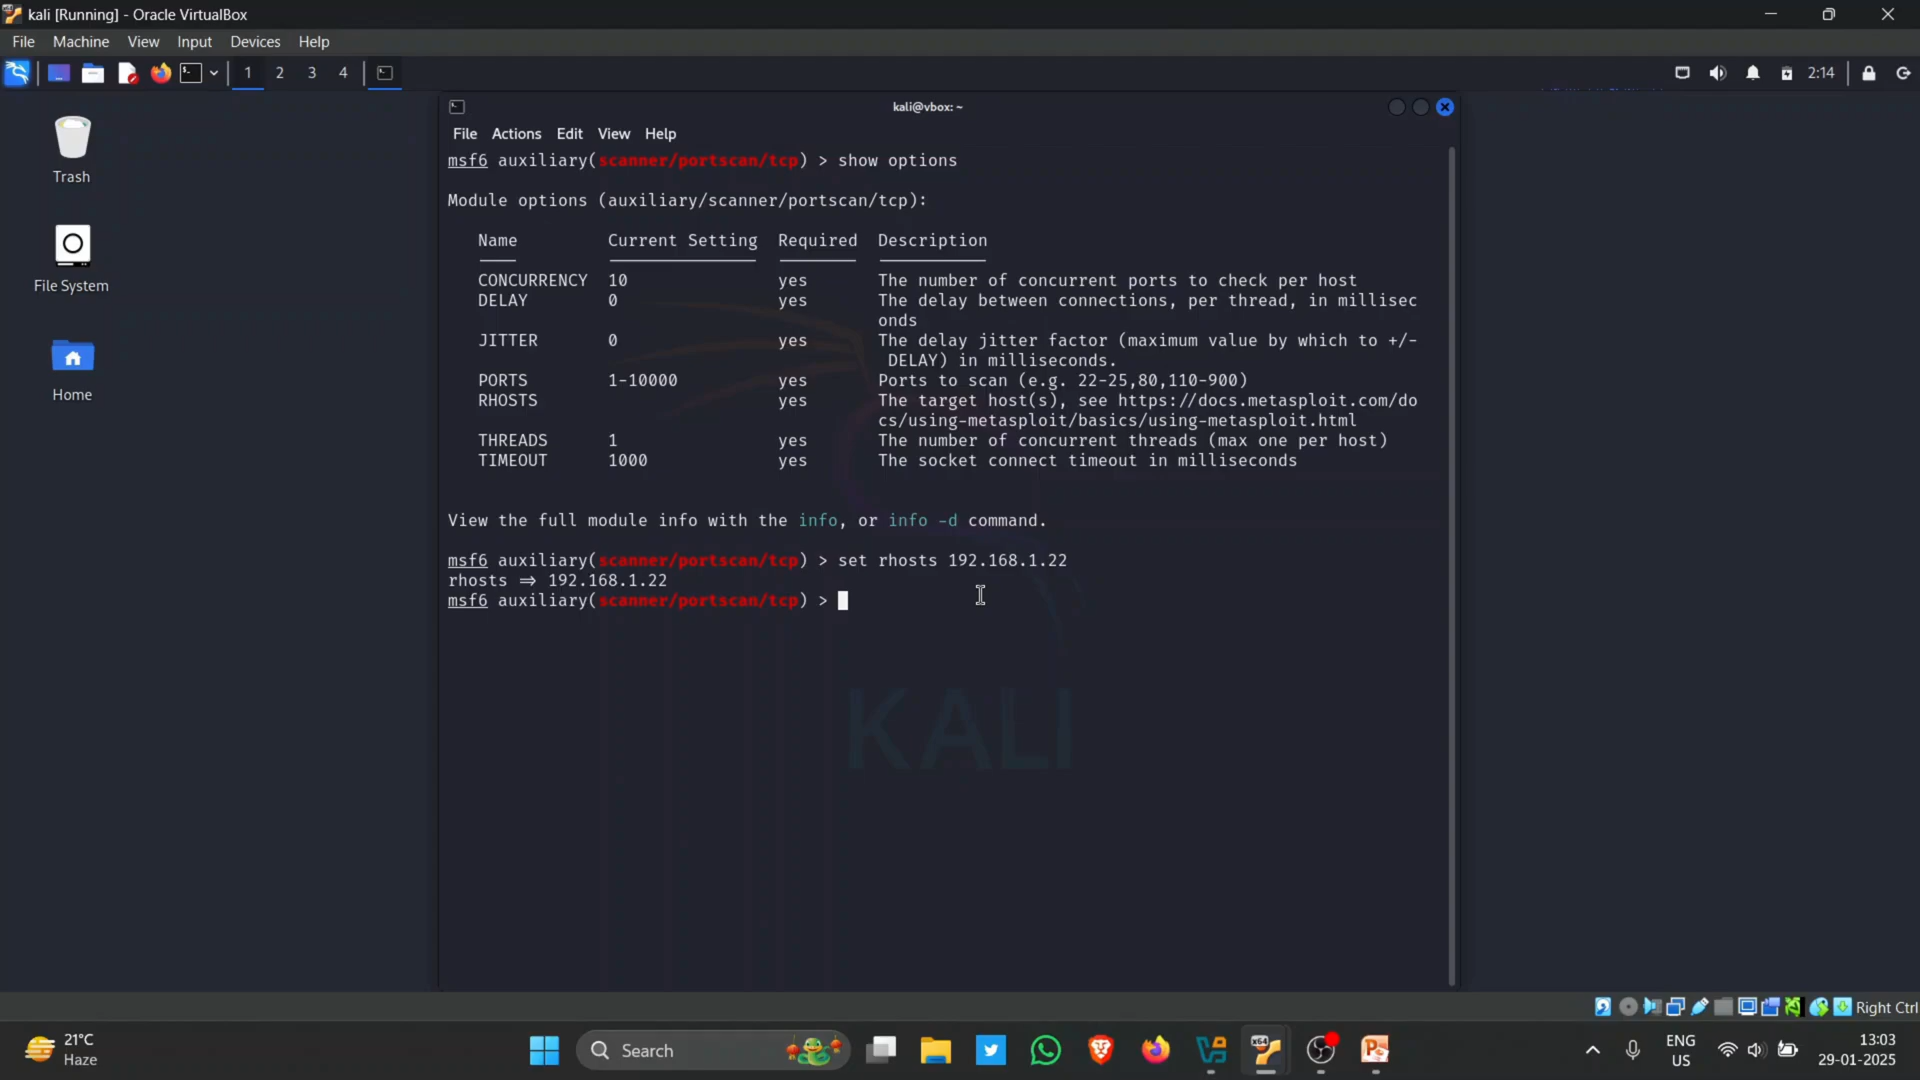 kali [Running] - Oracle VirtualBox
File Machine View Input Devices Help
1 2 3 4
2:14
Trash
File System
Home
kali@vbox: ~
File Actions Edit View Help
msf6 auxiliary(scanner/portscan/tcp) > show options
Module options (auxiliary/scanner/portscan/tcp):
Name Current Setting Required Description
CONCURRENCY 10 yes The number of concurrent ports to check per host
DELAY 0 yes The delay between connections, per thread, in millisec
onds
JITTER 0 yes The delay jitter factor (maximum value by which to +/-
DELAY) in milliseconds.
PORTS 1-10000 yes Ports to scan (e.g. 22-25,80,110-900)
RHOSTS yes The target host(s), see https://docs.metasploit.com/do
cs/using-metasploit/basics/using-metasploit.html
THREADS 1 yes The number of concurrent threads (max one per host)
TIMEOUT 1000 yes The socket connect timeout in milliseconds
View the full module info with the info, or info -d command.
msf6 auxiliary(scanner/portscan/tcp) > set rhosts 192.168.1.22
rhosts ⇒ 192.168.1.22
msf6 auxiliary(scanner/portscan/tcp) >
KALI
Right Ctrl
21°C
Haze
Search
ENG
US
13:03
29-01-2025